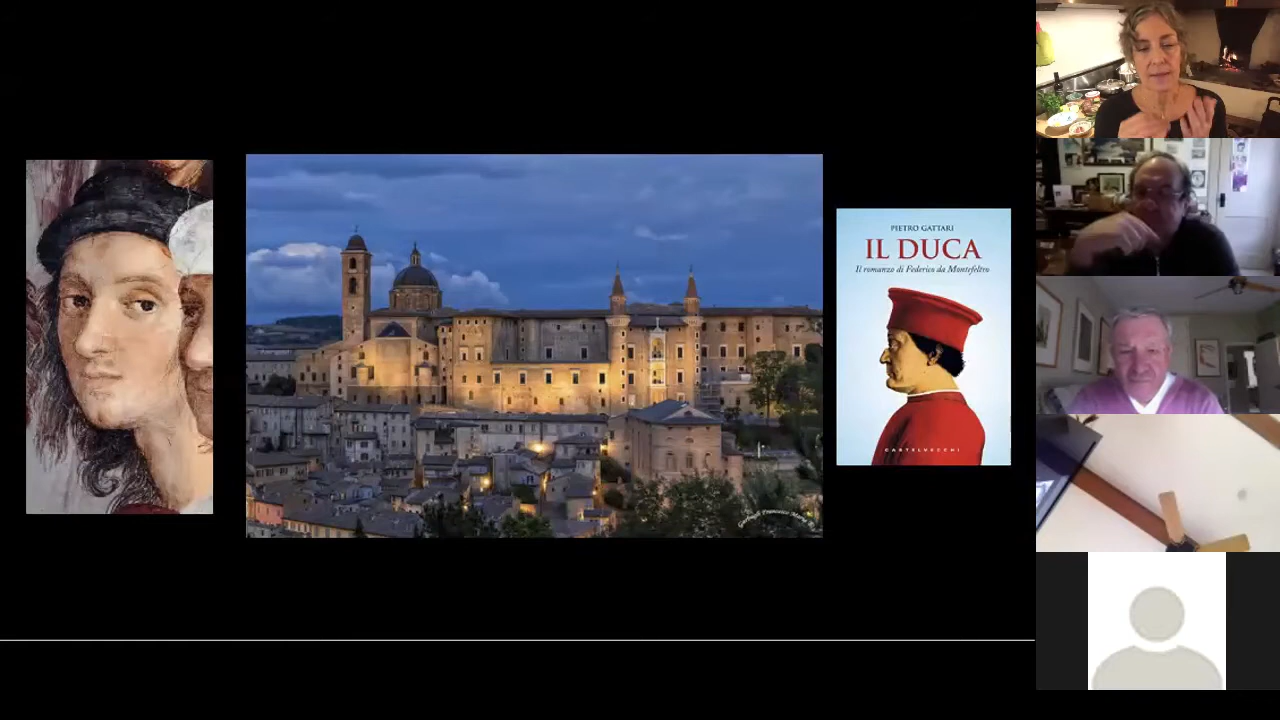 PIETRO GATTARI
IL DUCA
Il romanzo di Federico da Montefeltro
CASTELVECCHI